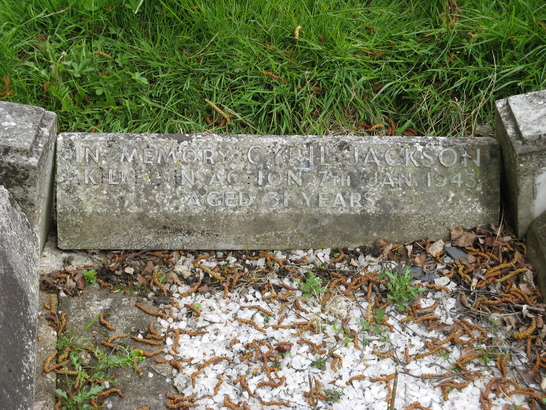 IN MEMORY CYRIL JACKSON
KILLED IN ACTION 7TH JAN. 1943.
AGED 31 YEARS